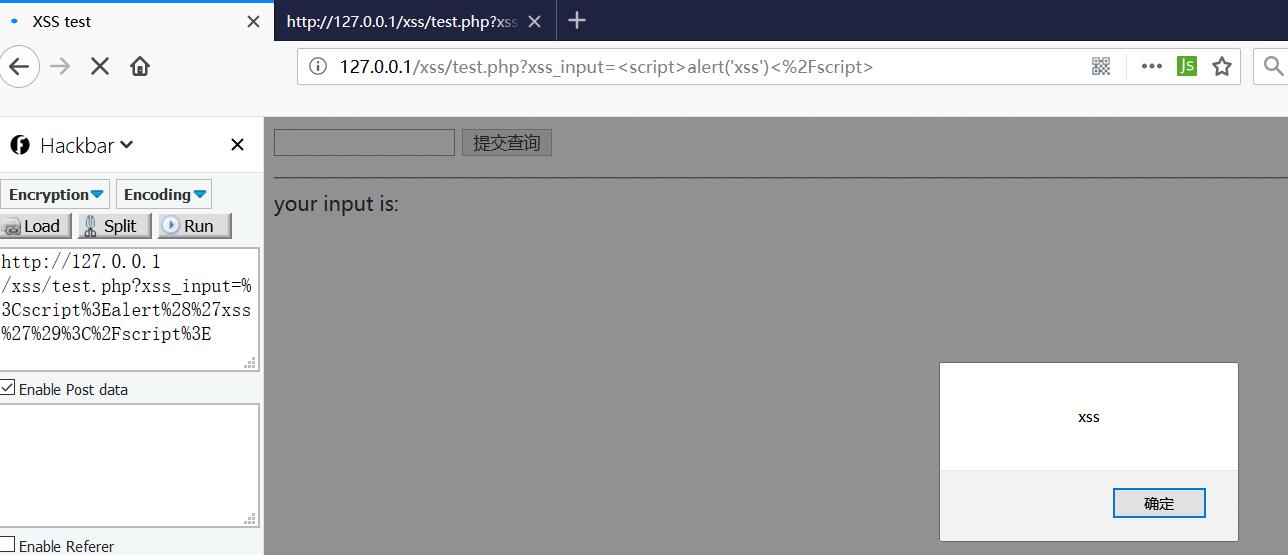 XSS test
http://127.0.0.1/xss/test.php?xss
127.0.0.1/xss/test.php?xss_input=<script>alert('xss')<%2Fscript>
JS
Hackbar
提交查询
Encryption
Encoding
your input is:
Load
Split
Run
http://127.0.0.1
/xss/test.php?xss_input=%
3Cscript%3Ealert%28%27xss
%27%29%3C%2Fscript%3E
Enable Post data
xss
确定
Enable Referer